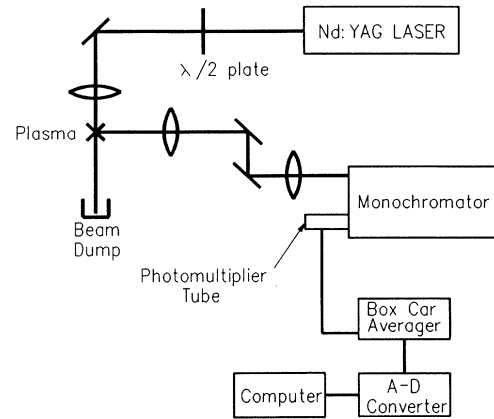 Nd: YAG LASER
λ/2 plate
Plasma
Monochromator
Beam
Dump
Photomultiplier
Tube
Box Car
Averager
Computer
A-D
Converter